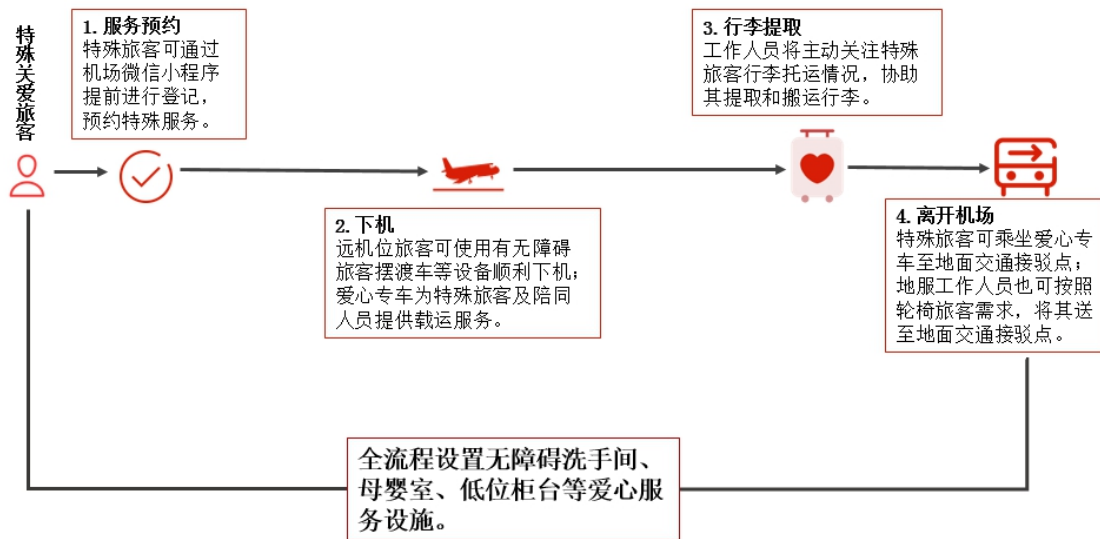 特殊关爱旅客
1. 服务预约
特殊旅客可通过
机场微信小程序
提前进行登记，
预约特殊服务。
2. 下机
远机位旅客可使用有无障碍
旅客摆渡车等设备顺利下机；
爱心专车为特殊旅客及陪同
人员提供载运服务。
3. 行李提取
工作人员将主动关注特殊
旅客行李托运情况，协助
其提取和搬运行李。
4. 离开机场
特殊旅客可乘坐爱心专
车至地面交通接驳点；
地服工作人员也可按照
轮椅旅客需求，将其送
至地面交通接驳点。
全流程设置无障碍洗手间、
母婴室、低位柜台等爱心服
务设施。